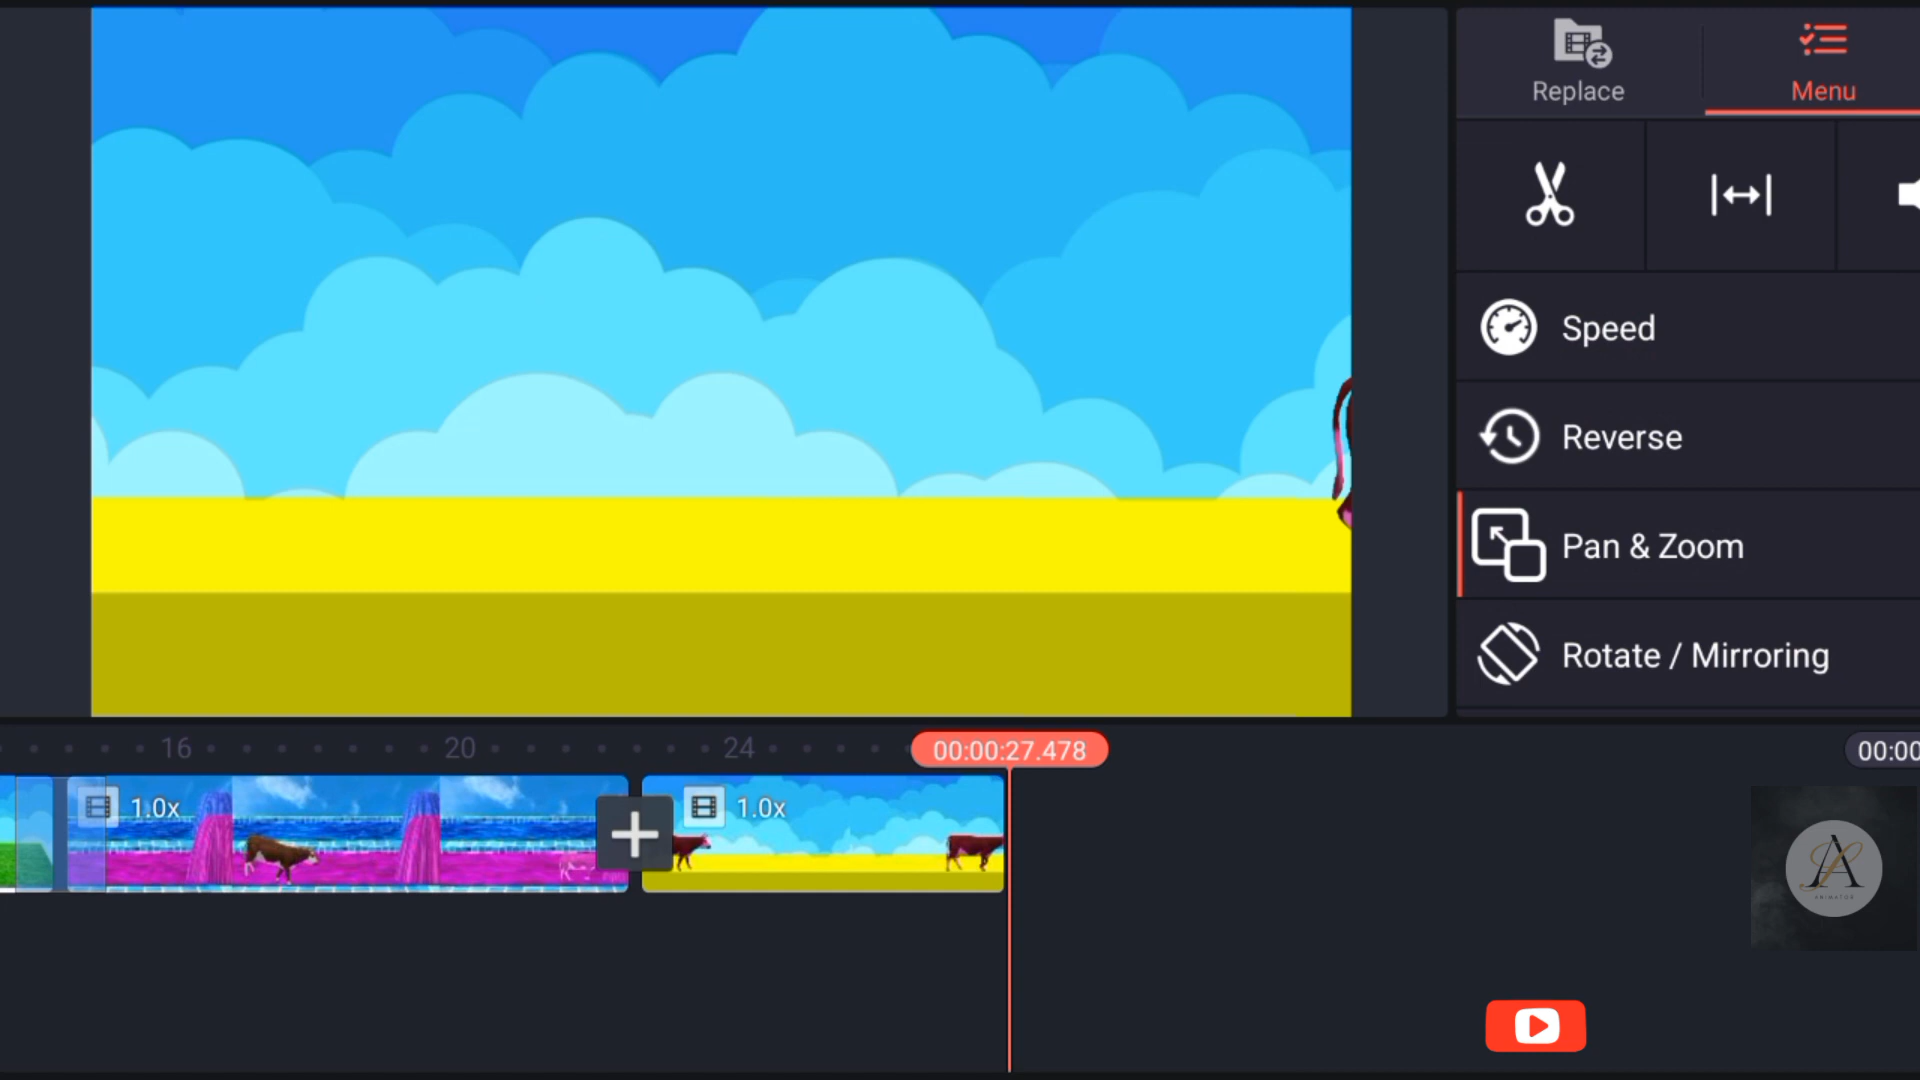 Replace
Menu
Speed
Reverse
Pan & Zoom
Rotate / Mirroring
16
20
24
00:00:27.478
00:00
1.0x
1.0x
A
ANIMATOR